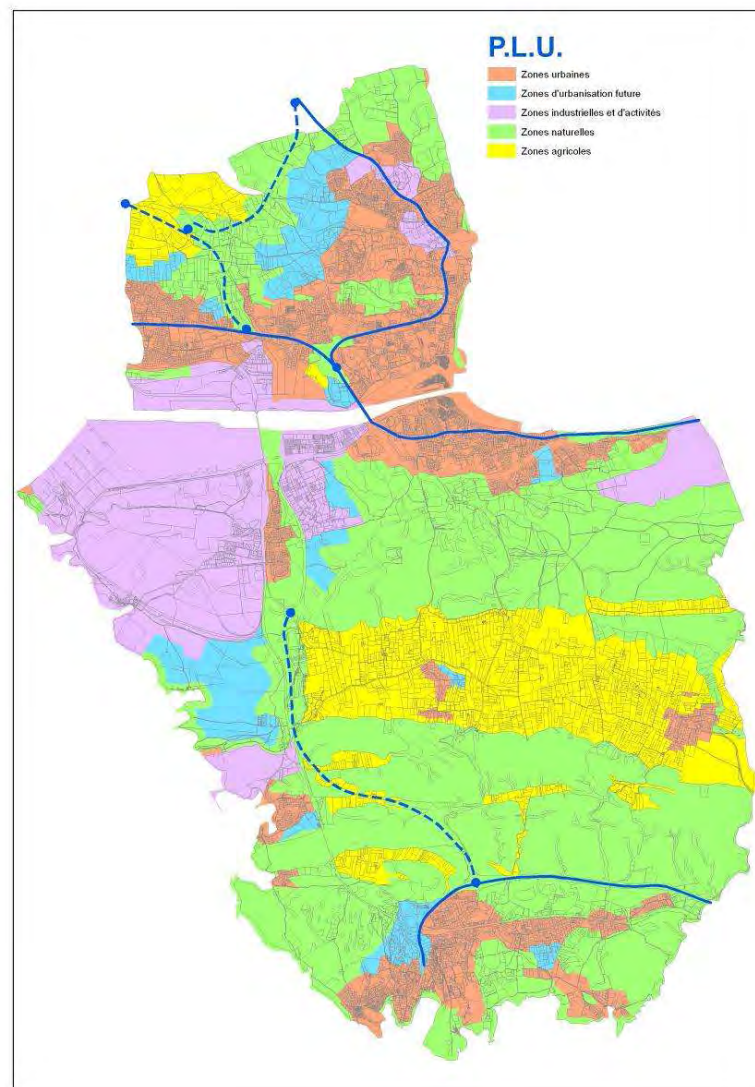 P.L.U.
Zones urbaines
Zones d'urbanisation future
Zones industrielles et d'activités
Zones naturelles
Zones agricoles